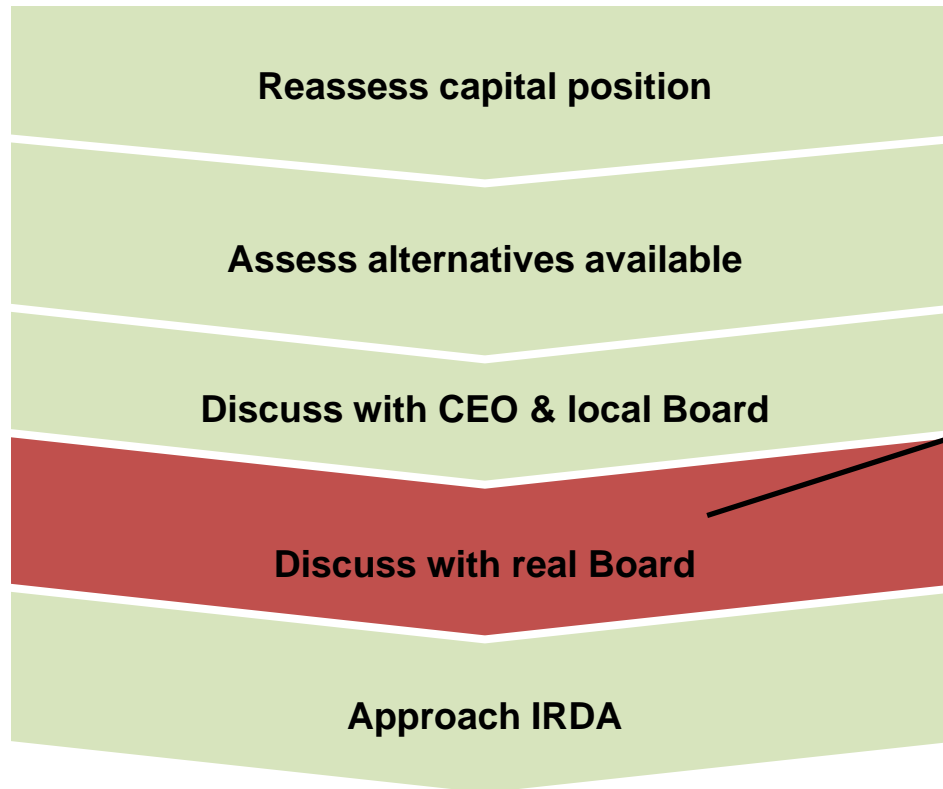 Reassess capital position
Assess alternatives available
Discuss with CEO & local Board
Discuss with real Board
Approach IRDA